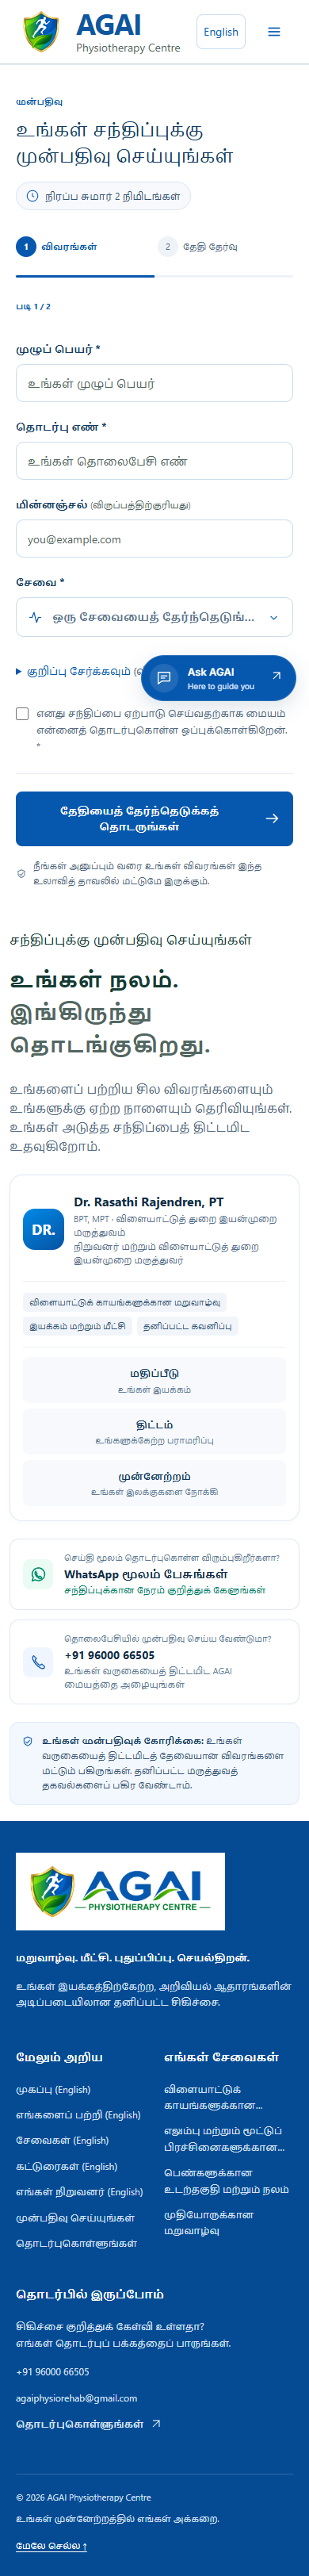 AGAI
Physiotherapy Centre
English
முன்பதிவு
உங்கள் சந்திப்புக்கு
முன்பதிவு செய்யுங்கள்
நிரப்ப சுமார் 2 நிமிடங்கள்
1 விவரங்கள்
2 தேதி தேர்வு
படி 1 / 2
முழுப் பெயர் *
உங்கள் முழுப் பெயர்
தொடர்பு எண் *
உங்கள் தொலைபேசி எண்
மின்னஞ்சல் (விருப்பத்திற்குரியது)
you@example.com
சேவை *
ஒரு சேவையைத் தேர்ந்தெடுங்...
குறிப்பு சேர்க்கவும்
Ask AGAI
Here to guide you
எனது சந்திப்பை ஏற்பாடு செய்வதற்காக மையம்
என்னைத் தொடர்புகொள்ள ஒப்புக்கொள்கிறேன்.
*
தேதியைத் தேர்ந்தெடுக்கத்
தொடருங்கள்
நீங்கள் அனுப்பும் வரை உங்கள் விவரங்கள் இந்த
உலாவித் தாவலில் மட்டுமே இருக்கும்.
சந்திப்புக்கு முன்பதிவு செய்யுங்கள்
உங்கள் நலம்.
இங்கிருந்து
தொடங்குகிறது.
உங்களைப் பற்றிய சில விவரங்களையும்
உங்களுக்கு ஏற்ற நாளையும் தெரிவியுங்கள்.
உங்கள் அடுத்த சந்திப்பைத் திட்டமிட
உதவுகிறோம்.
DR.
Dr. Rasathi Rajendren, PT
BPT, MPT - விளையாட்டுத் துறை இயன்முறை
மருத்துவம்
நிறுவனர் மற்றும் விளையாட்டுத் துறை
இயன்முறை மருத்துவர்
விளையாட்டுக் காயங்களுக்கான மறுவாழ்வு
இயக்கம் மற்றும் மீட்சி
தனிப்பட்ட கவனிப்பு
மதிப்பீடு
உங்கள் இயக்கம்
திட்டம்
உங்களுக்கேற்ற பராமரிப்பு
முன்னேற்றம்
உங்கள் இலக்குகளை நோக்கி
செய்தி மூலம் தொடர்புகொள்ள விரும்புகிறீர்களா?
WhatsApp மூலம் பேசுங்கள்
சந்திப்புக்கான நேரம் குறித்துக் கேளுங்கள்
தொலைபேசியில் முன்பதிவு செய்ய வேண்டுமா?
+91 96000 66505
உங்கள் வருகையைத் திட்டமிட AGAI
மையத்தை அழையுங்கள்
உங்கள் முன்பதிவுக் கோரிக்கை: உங்கள்
வருகையைத் திட்டமிடத் தேவையான விவரங்களை
மட்டும் பகிருங்கள். தனிப்பட்ட மருத்துவத்
தகவல்களைப் பகிர வேண்டாம்.
AGAI
PHYSIOTHERAPY CENTRE
மறுவாழ்வு. மீட்சி. புதுப்பிப்பு. செயல்திறன்.
உங்கள் இயக்கத்திற்கேற்ற, அறிவியல் ஆதாரங்களின்
அடிப்படையிலான தனிப்பட்ட சிகிச்சை.
மேலும் அறிய
முகப்பு (English)
எங்களைப் பற்றி (English)
சேவைகள் (English)
கட்டுரைகள் (English)
எங்கள் நிறுவனர் (English)
முன்பதிவு செய்யுங்கள்
தொடர்புகொள்ளுங்கள்
எங்கள் சேவைகள்
விளையாட்டுக்
காயங்களுக்கான...
எலும்பு மற்றும் மூட்டுப்
பிரச்சினைகளுக்கான...
பெண்களுக்கான
உடற்தகுதி மற்றும் நலம்
முதியோருக்கான
மறுவாழ்வு
தொடர்பில் இருப்போம்
சிகிச்சை குறித்துக் கேள்வி உள்ளதா?
எங்கள் தொடர்புப் பக்கத்தைப் பாருங்கள்.
+91 96000 66505
agaiphysiorehab@gmail.com
தொடர்புகொள்ளுங்கள்
© 2026 AGAI Physiotherapy Centre
உங்கள் முன்னேற்றத்தில் எங்கள் அக்கறை.
மேலே செல்ல ↑